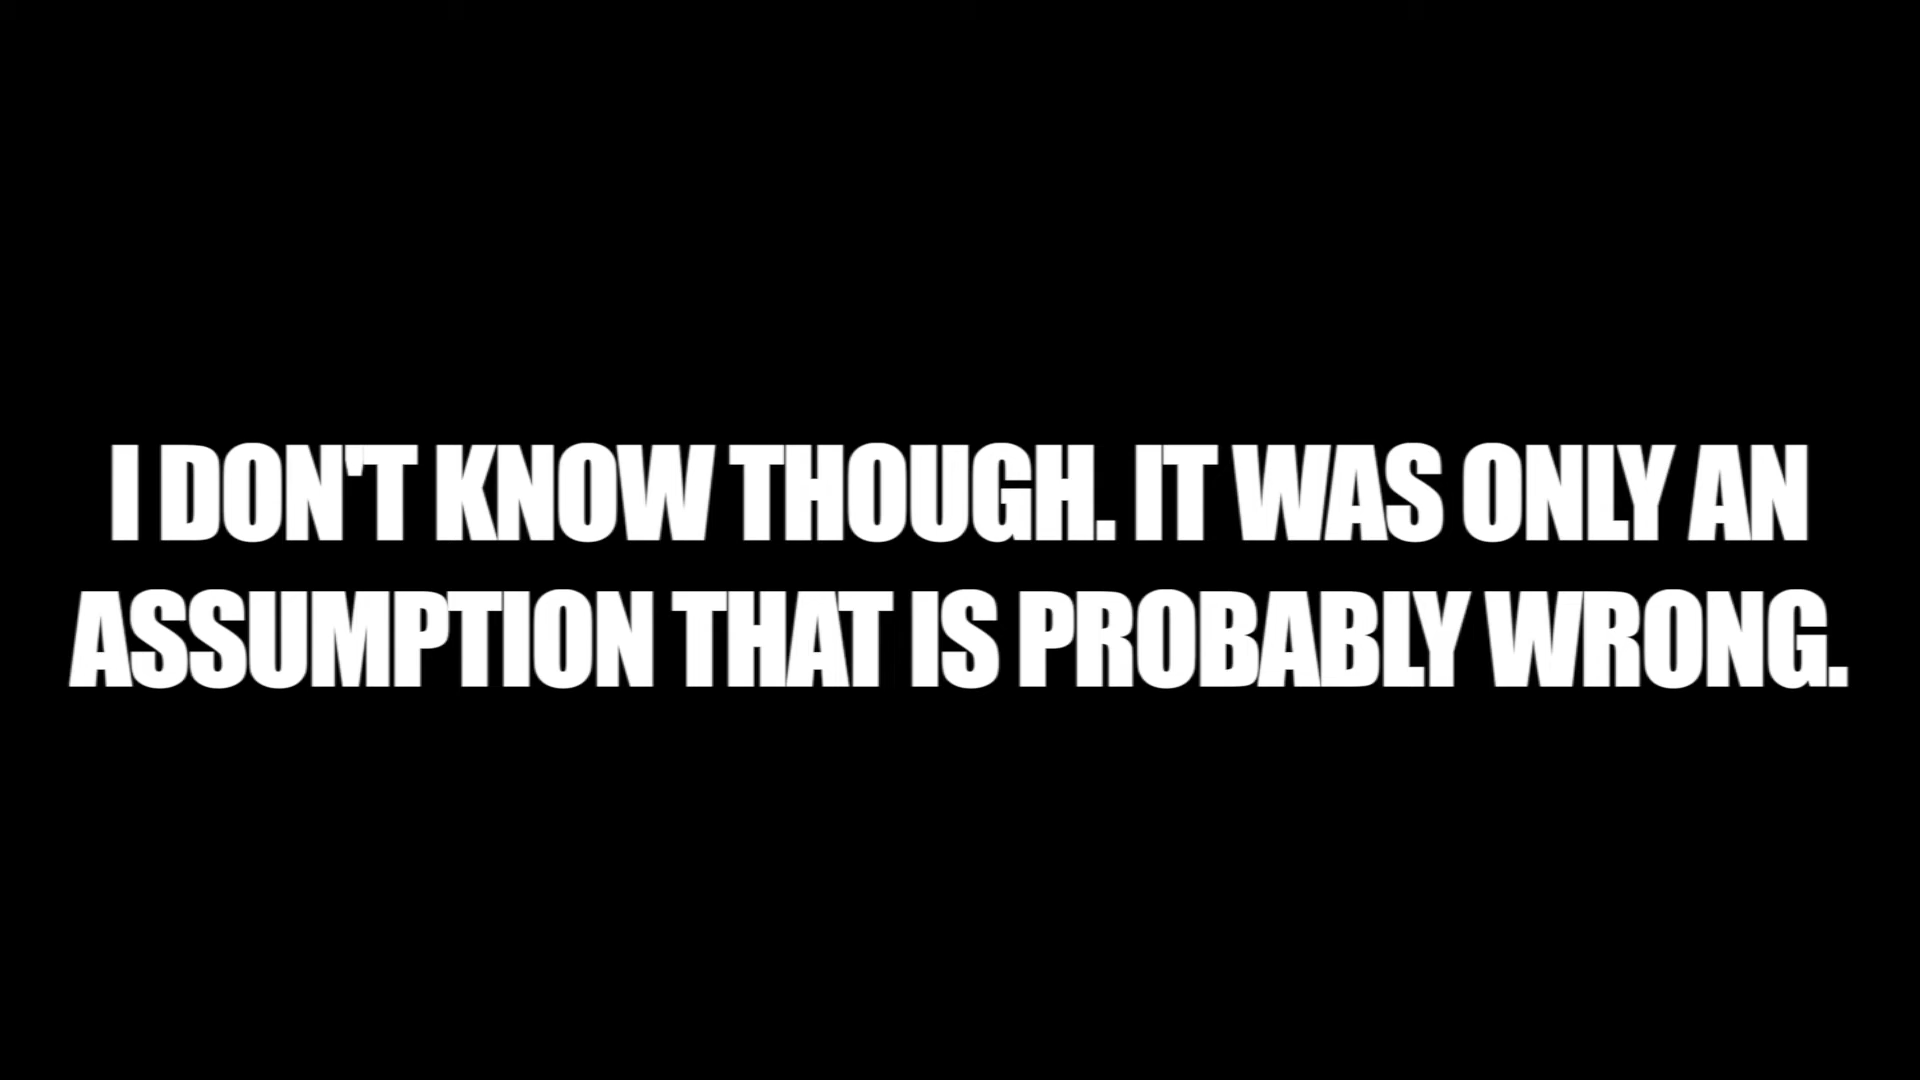 I DON'T KNOW THOUGH. IT WAS ONLY AN
ASSUMPTION THAT IS PROBABLY WRONG.